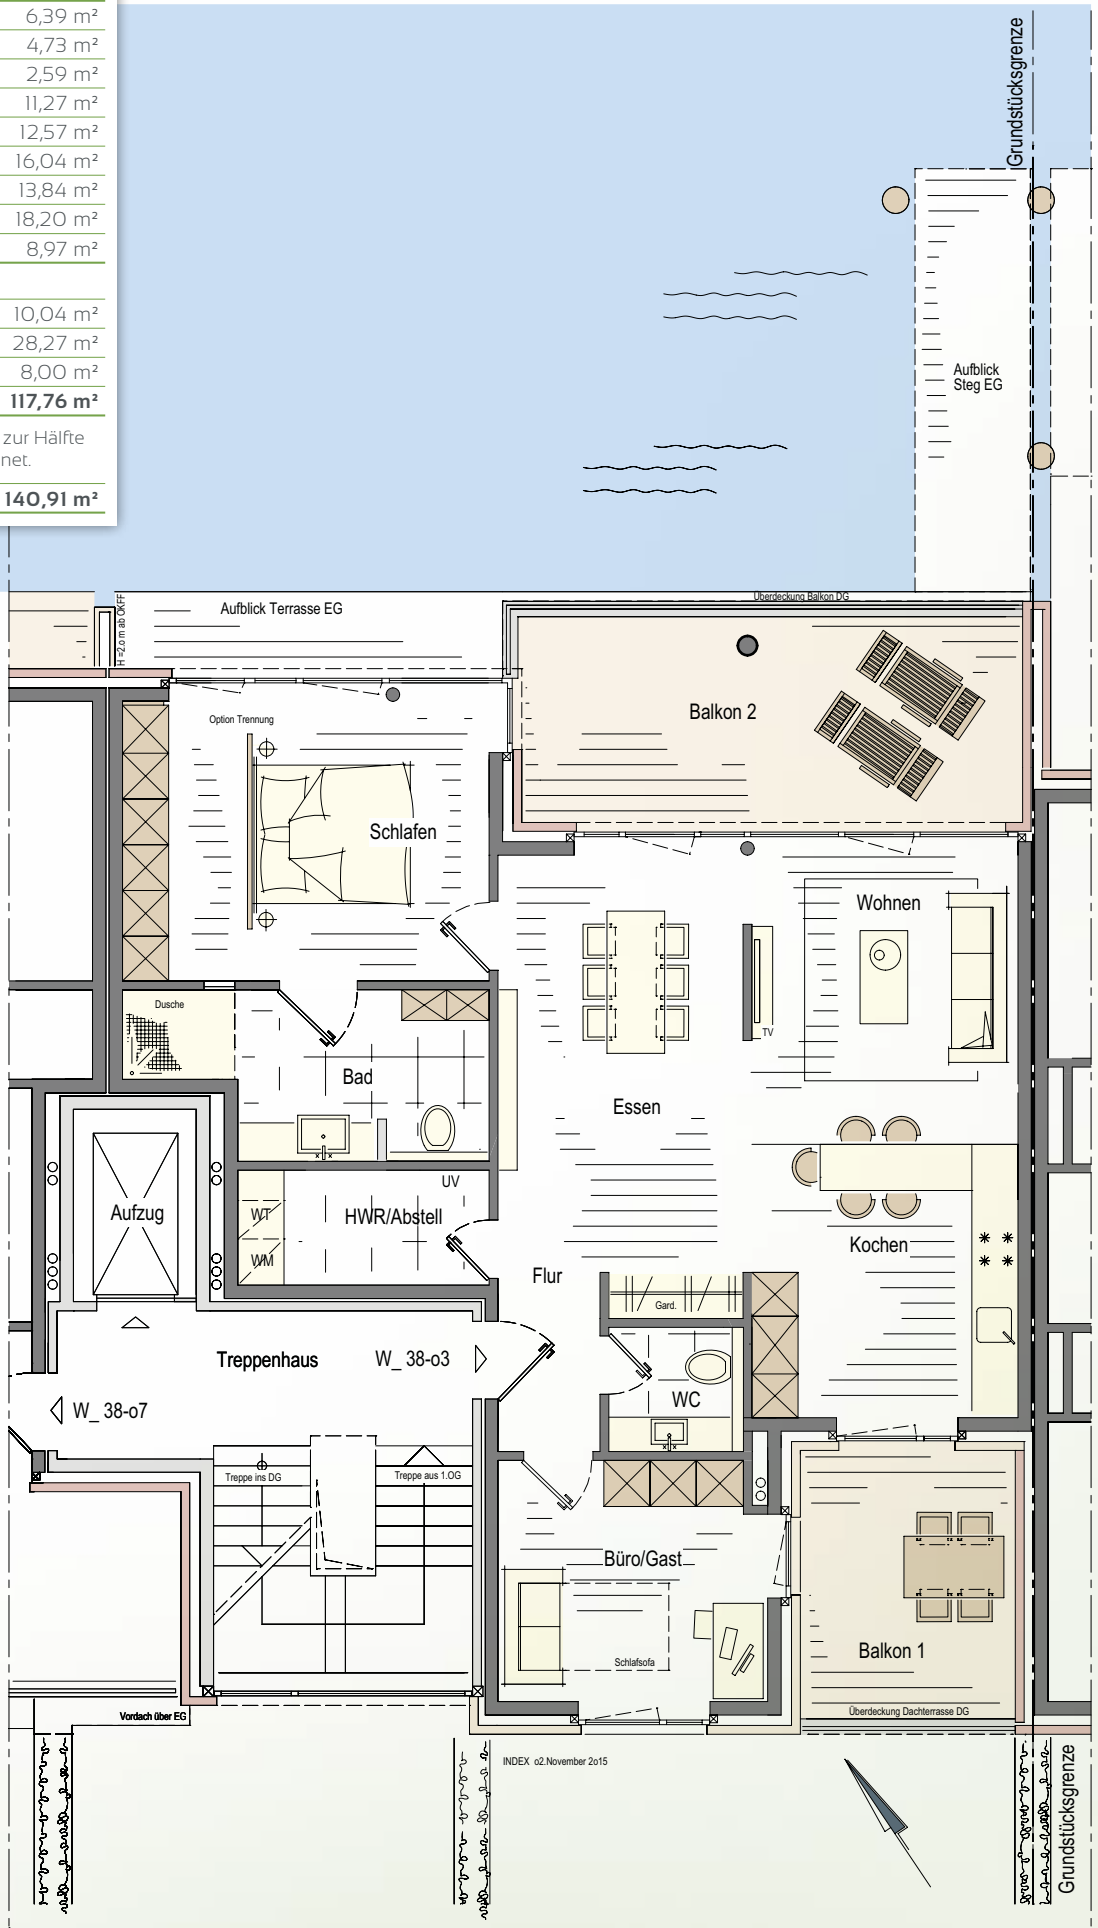 6,39 m²
4,73 m²
2,59 m²
11,27 m²
12,57 m²
16,04 m²
13,84 m²
18,20 m²
8,97 m²
10,04 m²
28,27 m²
8,00 m²
117,76 m²
zur Hälfte
net.
140,91 m²
Grundstücksgrenze
Aufblick
Steg EG
H =2.o m ab OKFF
Aufblick Terrasse EG
Überdeckung Balkon DG
Balkon 2
Option Trennung
Schlafen
Wohnen
Dusche
TV
Bad
Essen
UV
WT
HWR/Abstell
Aufzug
WM
Kochen
Flur
Gard.
Treppenhaus
W_ 38-o3
WC
W_ 38-o7
Treppe ins DG
Treppe aus 1.OG
Büro/Gast
Schlafsofa
Balkon 1
Überdeckung Dachterrasse DG
Vordach über EG
INDEX o2.November 2o15
Grundstücksgrenze